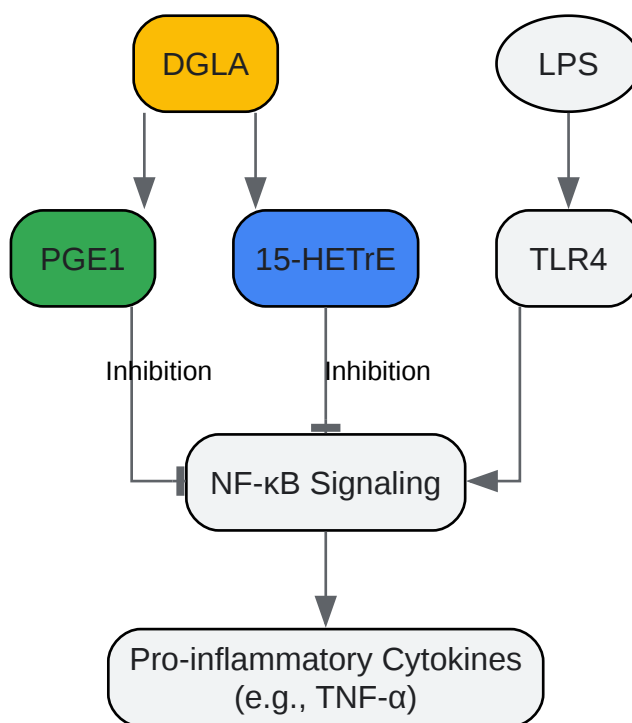 DGLA
LPS
PGE1
15-HETrE
TLR4
Inhibition
Inhibition
NF-κB Signaling
Pro-inflammatory Cytokines
(e.g., TNF-α)